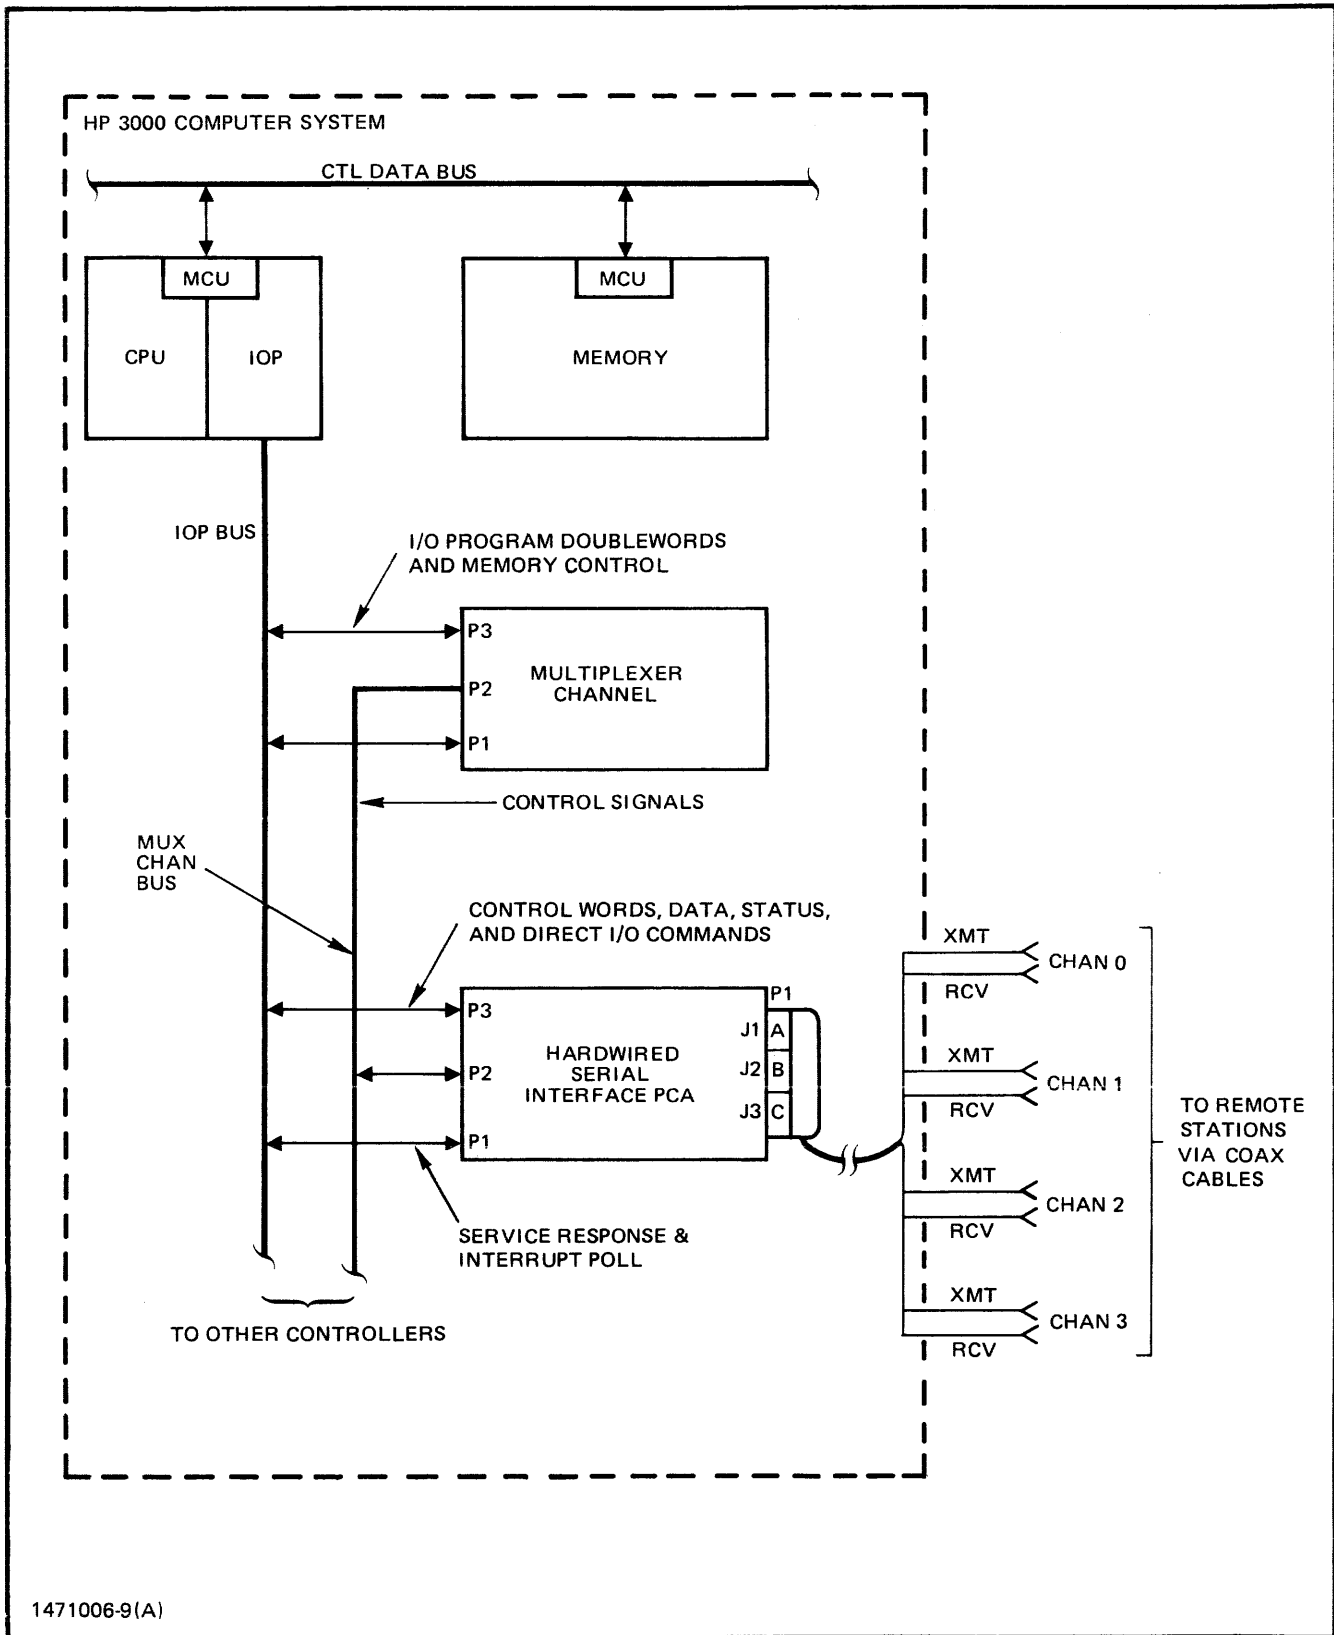 HP 3000 COMPUTER SYSTEM
CTL DATA BUS
MCU
MCU
CPU
IOP
MEMORY
IOP BUS
I/O PROGRAM DOUBLEWORDS
AND MEMORY CONTROL
P3
MULTIPLEXER
CHANNEL
P2
P1
CONTROL SIGNALS
MUX
CHAN
BUS
CONTROL WORDS, DATA, STATUS,
AND DIRECT I/O COMMANDS
P3
P2
P1
HARDWIRED
SERIAL
INTERFACE PCA
P1
J1 A
J2 B
J3 C
SERVICE RESPONSE &
INTERRUPT POLL
TO OTHER CONTROLLERS
XMT
CHAN 0
RCV
XMT
CHAN 1
RCV
XMT
CHAN 2
RCV
XMT
CHAN 3
RCV
TO REMOTE
STATIONS
VIA COAX
CABLES
1471006-9(A)